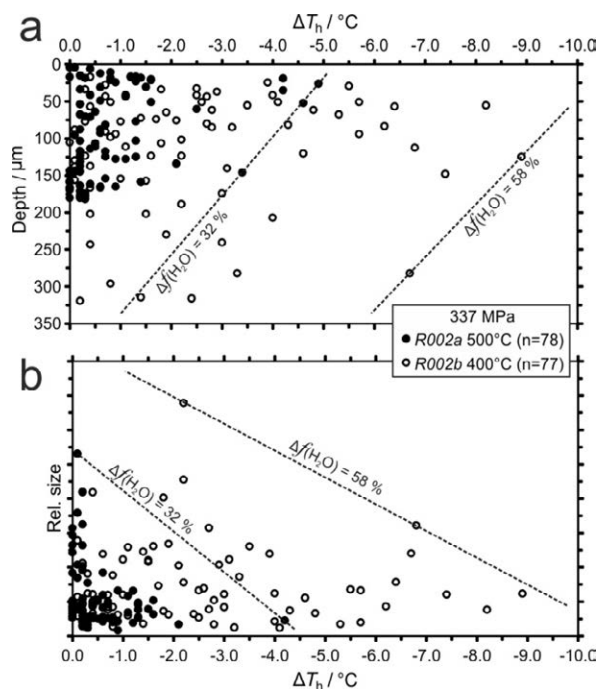 a
ΔTh / °C
0.0 -1.0 -2.0 -3.0 -4.0 -5.0 -6.0 -7.0 -8.0 -9.0 -10.0
Depth / µm
0
50
100
150
200
250
300
350
Δf(H2O) = 32 %
Δf(H2O) = 58 %
337 MPa
R002a 500°C (n=78)
R002b 400°C (n=77)
b
Rel. size
Δf(H2O) = 32 %
Δf(H2O) = 58 %
0.0 -1.0 -2.0 -3.0 -4.0 -5.0 -6.0 -7.0 -8.0 -9.0 -10.0
ΔTh / °C